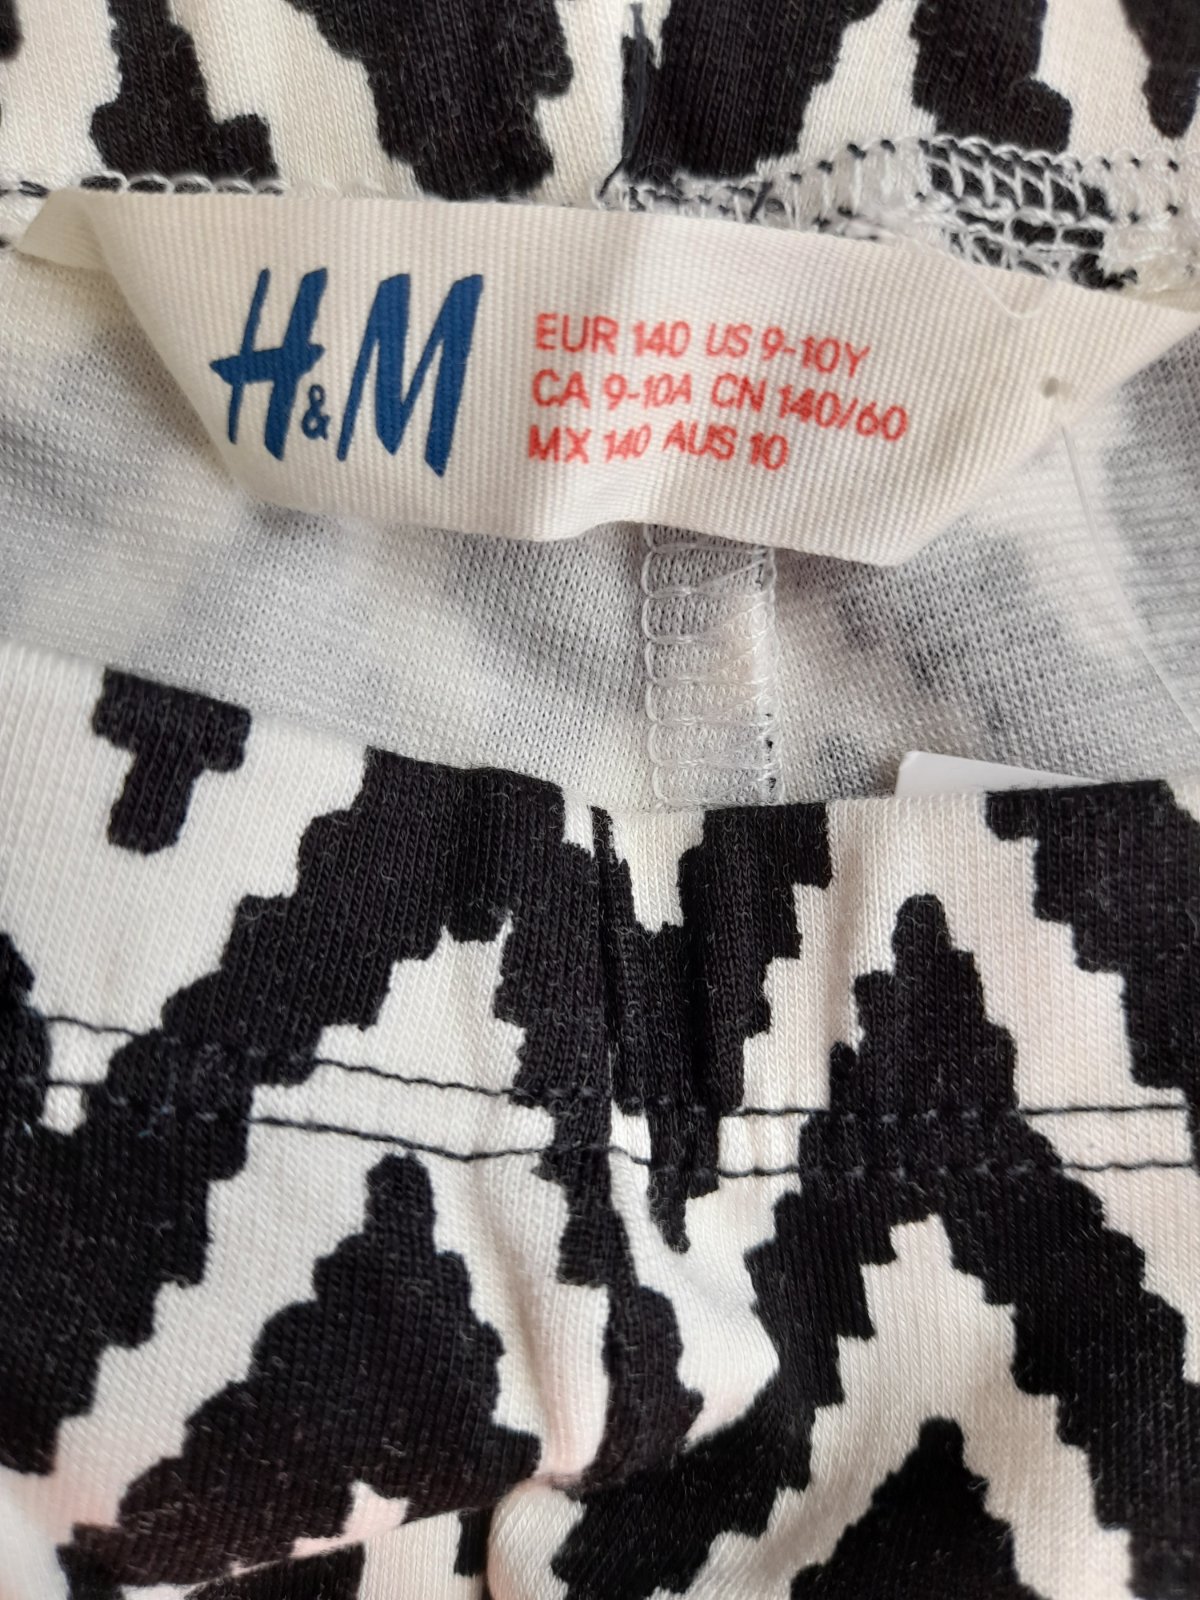 H&M
EUR 140 US 9-10Y
CA 9-10A CN 140/60
MX 140 AUS 10